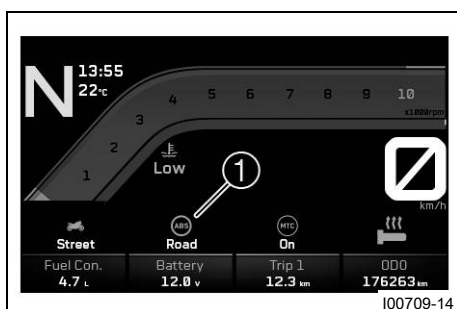 N 13:55
22°C
1 2 3 4 5 6 7 8 9 10
x1000rpm
Low
1
0
km/h
ABS MTC
Street Road On
Fuel Con. Battery Trip 1 ODO
4.7 L 12.0 v 12.3 km 176263 km
I00709-14